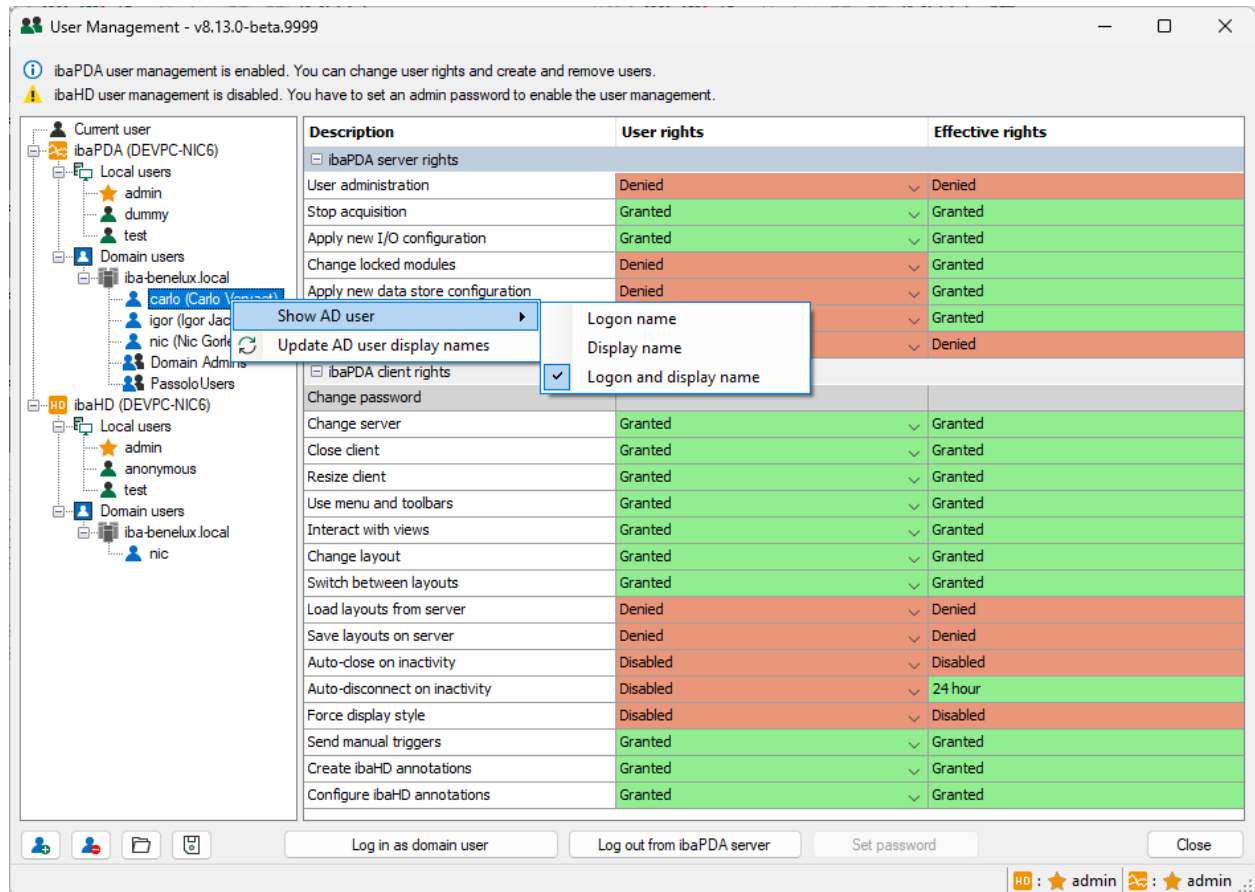 User Management - v8.13.0-beta.9999
ibaPDA user management is enabled. You can change user rights and create and remove users.
ibaHD user management is disabled. You have to set an admin password to enable the user management.
Current user
ibaPDA (DEVPC-NIC6)
Local users
admin
dummy
test
Domain users
iba-benelux.local
carlo (Carlo
igor (Igor Jac
nic (Nic Gorle
Domain Admins
PassoloUsers
HD ibaHD (DEVPC-NIC6)
Local users
admin
anonymous
test
Domain users
iba-benelux.local
nic
Description User rights Effective rights
ibaPDA server rights
User administration Denied Denied
Stop acquisition Granted Granted
Apply new I/O configuration Granted Granted
Change locked modules Denied Granted
Apply new data store configuration Denied Granted
Granted
Denied
Show AD user
Update AD user display names
Logon name
Display name
Logon and display name
ibaPDA client rights
Change password
Change server Granted Granted
Close client Granted Granted
Resize client Granted Granted
Use menu and toolbars Granted Granted
Interact with views Granted Granted
Change layout Granted Granted
Switch between layouts Granted Granted
Load layouts from server Denied Denied
Save layouts on server Denied Denied
Auto-close on inactivity Disabled Disabled
Auto-disconnect on inactivity Disabled 24 hour
Force display style Disabled Disabled
Send manual triggers Granted Granted
Create ibaHD annotations Granted Granted
Configure ibaHD annotations Granted Granted
Log in as domain user Log out from ibaPDA server Set password Close
HD : admin : admin